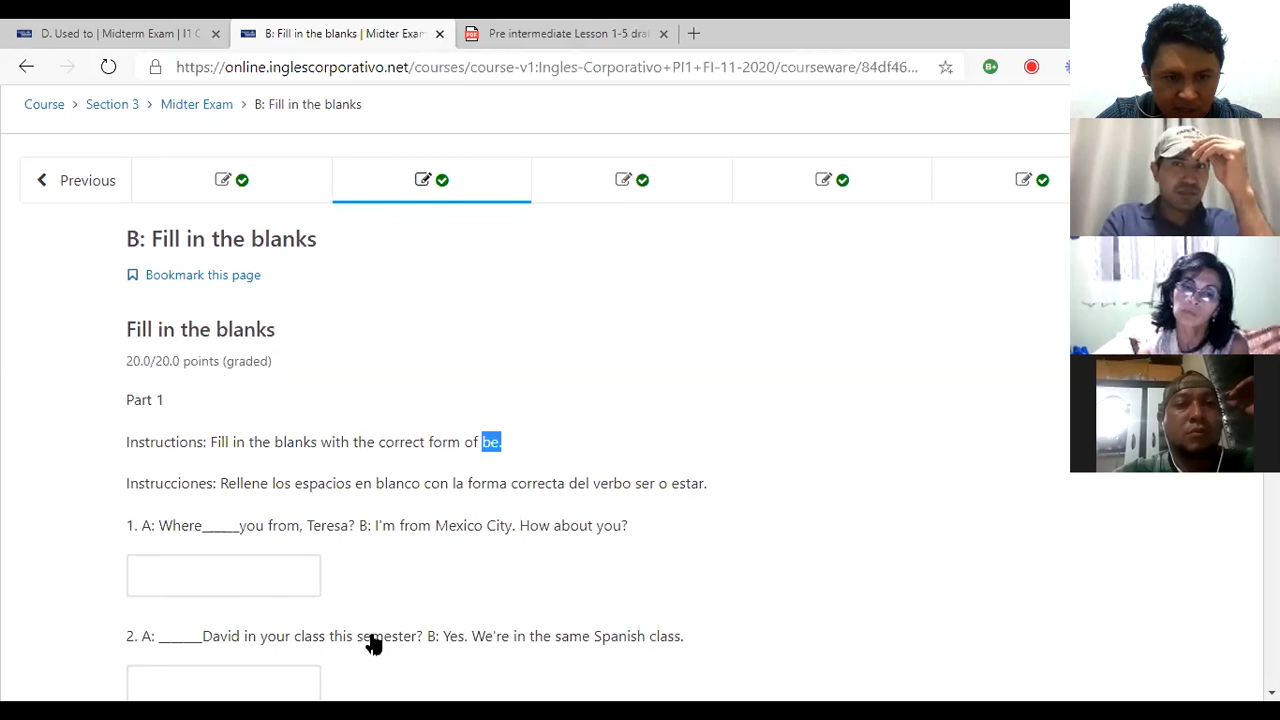 D. Used to | Midterm Exam | I1 C
B: Fill in the blanks | Midter Exam
Pre intermediate Lesson 1-5 dra
https://online.inglescorporativo.net/courses/course-v1:Ingles-Corporativo+PI1+FI-11-2020/courseware/84df46...
Course > Section 3 > Midter Exam > B: Fill in the blanks
Previous
B: Fill in the blanks
Bookmark this page
Fill in the blanks
20.0/20.0 points (graded)
Part 1
Instructions: Fill in the blanks with the correct form of be.
Instrucciones: Rellene los espacios en blanco con la forma correcta del verbo ser o estar.
1. A: Where______you from, Teresa? B: I'm from Mexico City. How about you?
2. A: _______David in your class this semester? B: Yes. We're in the same Spanish class.